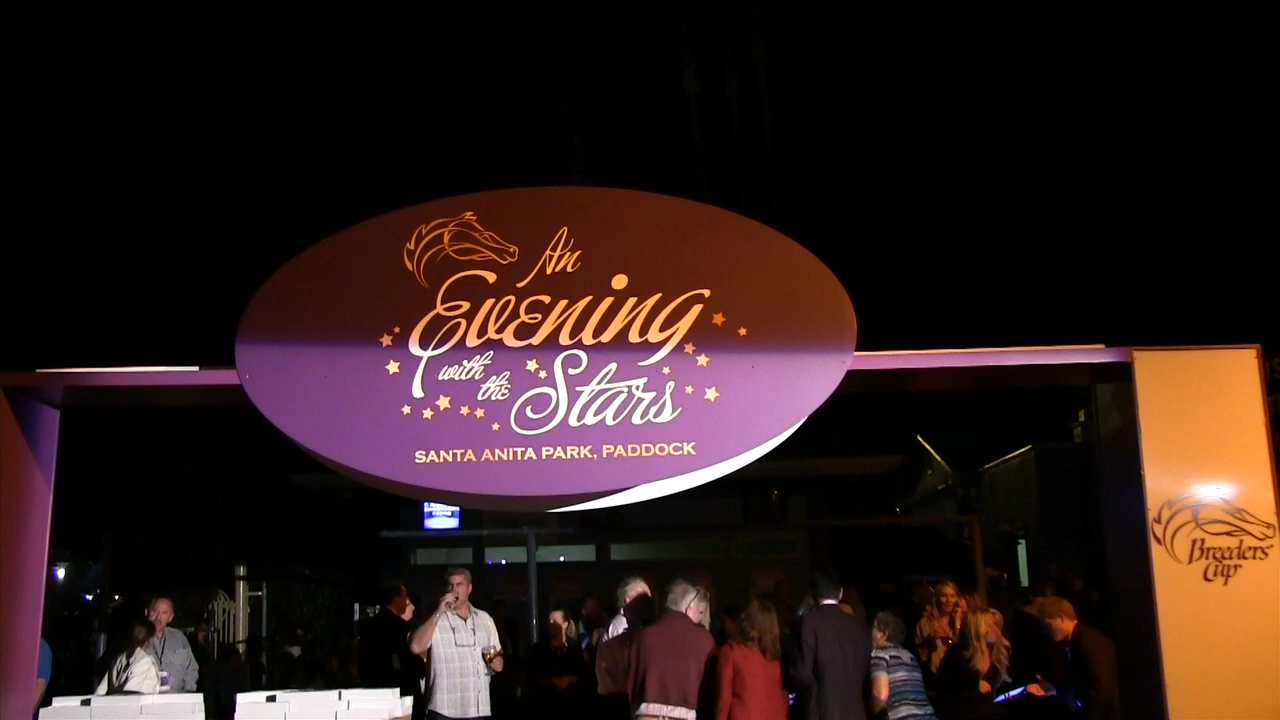 An
Evening
with the Stars
SANTA ANITA PARK, PADDOCK
Breeders'
Cup